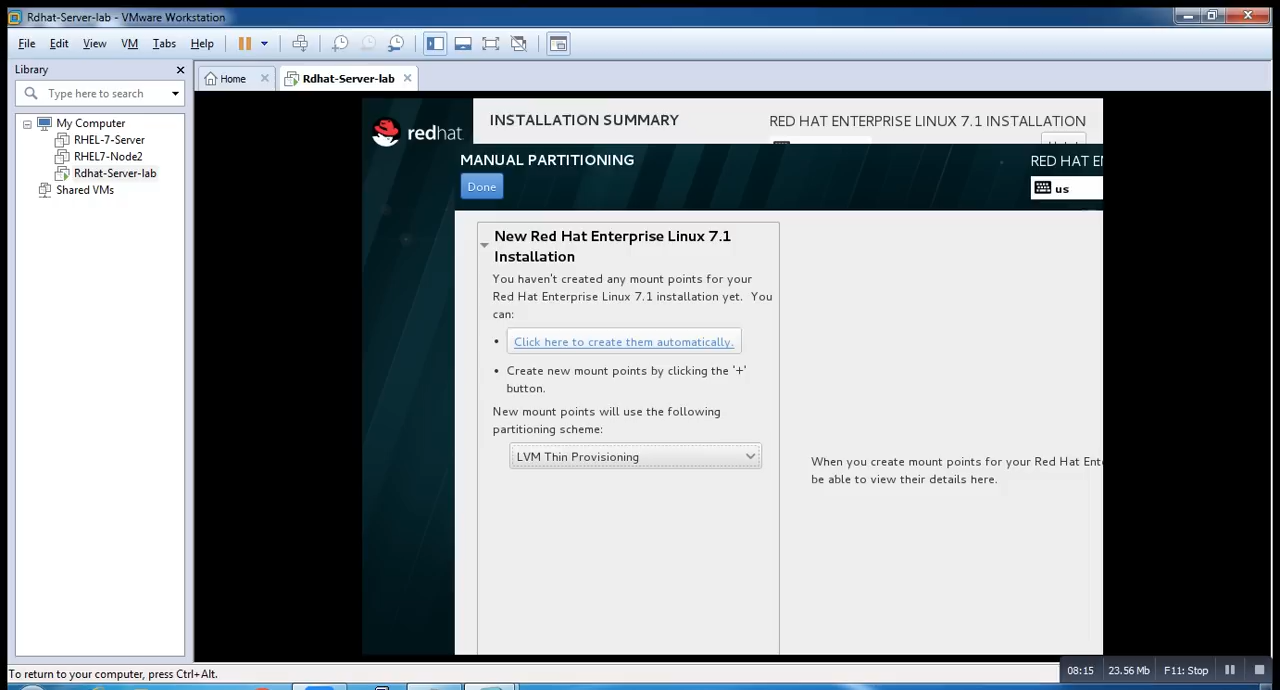 Rdhat-Server-lab - VMware Workstation
File Edit View VM Tabs Help
Library
Type here to search
My Computer
RHEL-7-Server
RHEL7-Node2
Rdhat-Server-lab
Shared VMs
Home
Rdhat-Server-lab
redhat
INSTALLATION SUMMARY
RED HAT ENTERPRISE LINUX 7.1 INSTALLATION
MANUAL PARTITIONING
RED HAT E
Done
us
New Red Hat Enterprise Linux 7.1
Installation
You haven't created any mount points for your
Red Hat Enterprise Linux 7.1 installation yet. You
can:
• Click here to create them automatically.
• Create new mount points by clicking the '+'
button.
New mount points will use the following
partitioning scheme:
LVM Thin Provisioning
When you create mount points for your Red Hat Ent
be able to view their details here.
To return to your computer, press Ctrl+Alt.
08:15 23.56 Mb F11: Stop